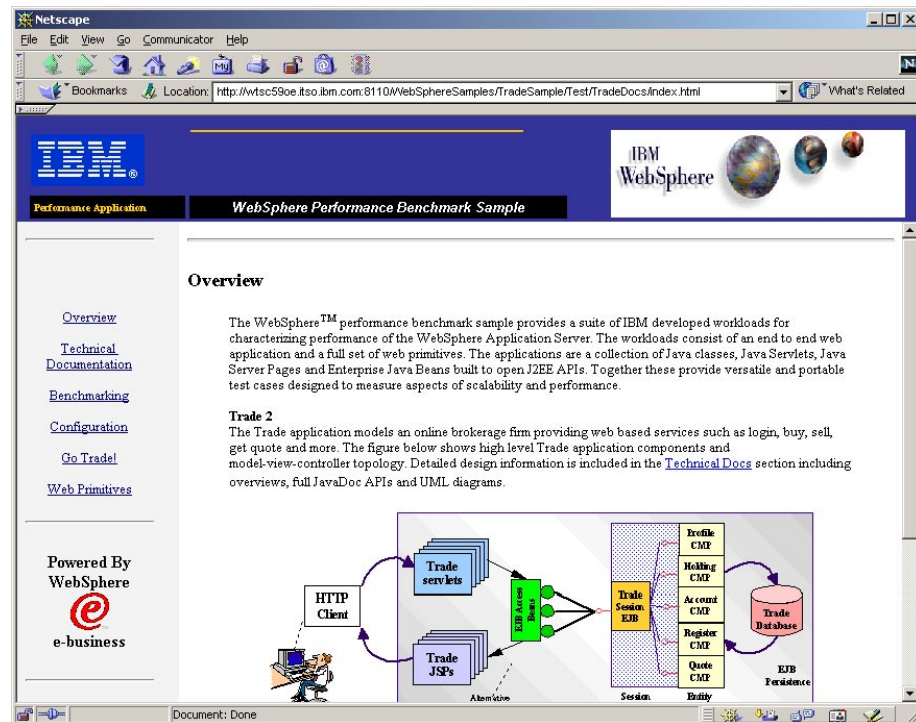 Netscape
File Edit View Go Communicator Help
My
N
Bookmarks Location: http://wtsc59oe.itso.ibm.com:8110/WebSphereSamples/TradeSample/Test/TradeDocs/index.html What's Related
IBM®
IBM
WebSphere
Performance Application
WebSphere Performance Benchmark Sample
Overview
Technical
Documentation
Benchmarking
Configuration
Go Trade!
Web Primitives
Powered By
WebSphere
e
e-business
Overview
The WebSphere™ performance benchmark sample provides a suite of IBM developed workloads for
characterizing performance of the WebSphere Application Server. The workloads consist of an end to end web
application and a full set of web primitives. The applications are a collection of Java classes, Java Servlets, Java
Server Pages and Enterprise Java Beans built to open J2EE APIs. Together these provide versatile and portable
test cases designed to measure aspects of scalability and performance.
Trade 2
The Trade application models an online brokerage firm providing web based services such as login, buy, sell,
get quote and more. The figure below shows high level Trade application components and
model-view-controller topology. Detailed design information is included in the Technical Docs section including
overviews, full JavaDoc APIs and UML diagrams.
HTTP
Client
Trade
servlets
Trade
JSPs
EJB Access
Beans
Alternative
Trade
Session
EJB
Profile
CMP
Holding
CMP
Account
CMP
Register
CMP
Quote
CMP
Trade
Database
EJB
Persistence
Session
Entity
Document: Done